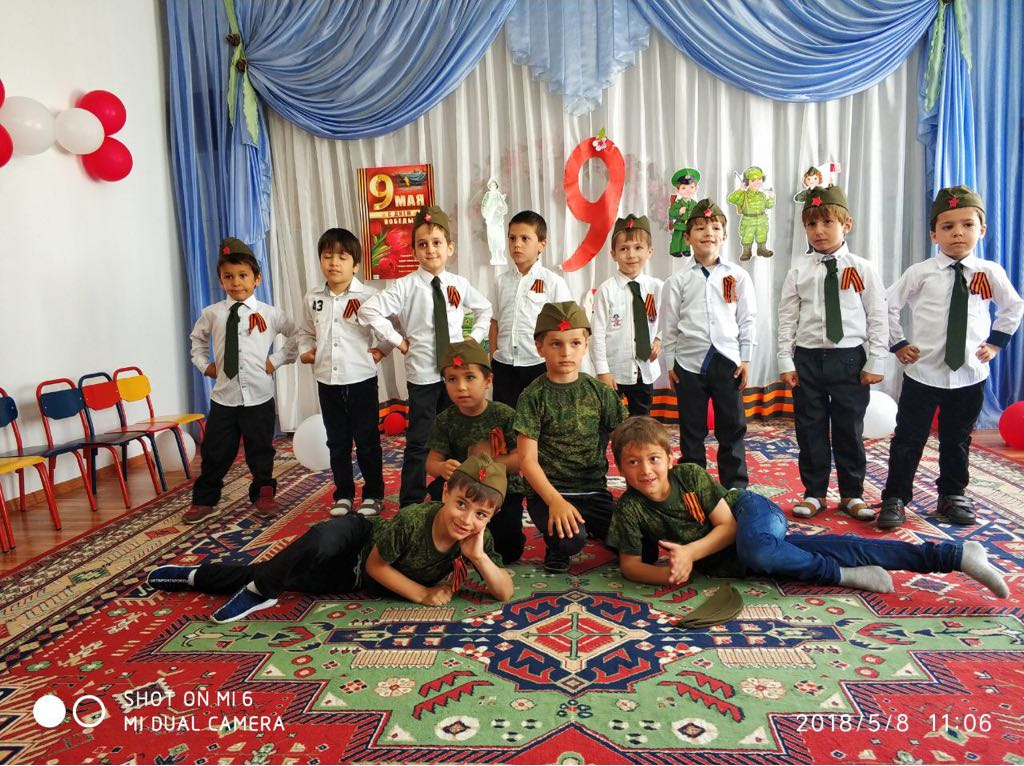 9
МАЯ
С ДНЁМ
ПОБЕДЫ
9
43
SHOT ON MI 6
MI DUAL CAMERA
2018/5/8 11:06